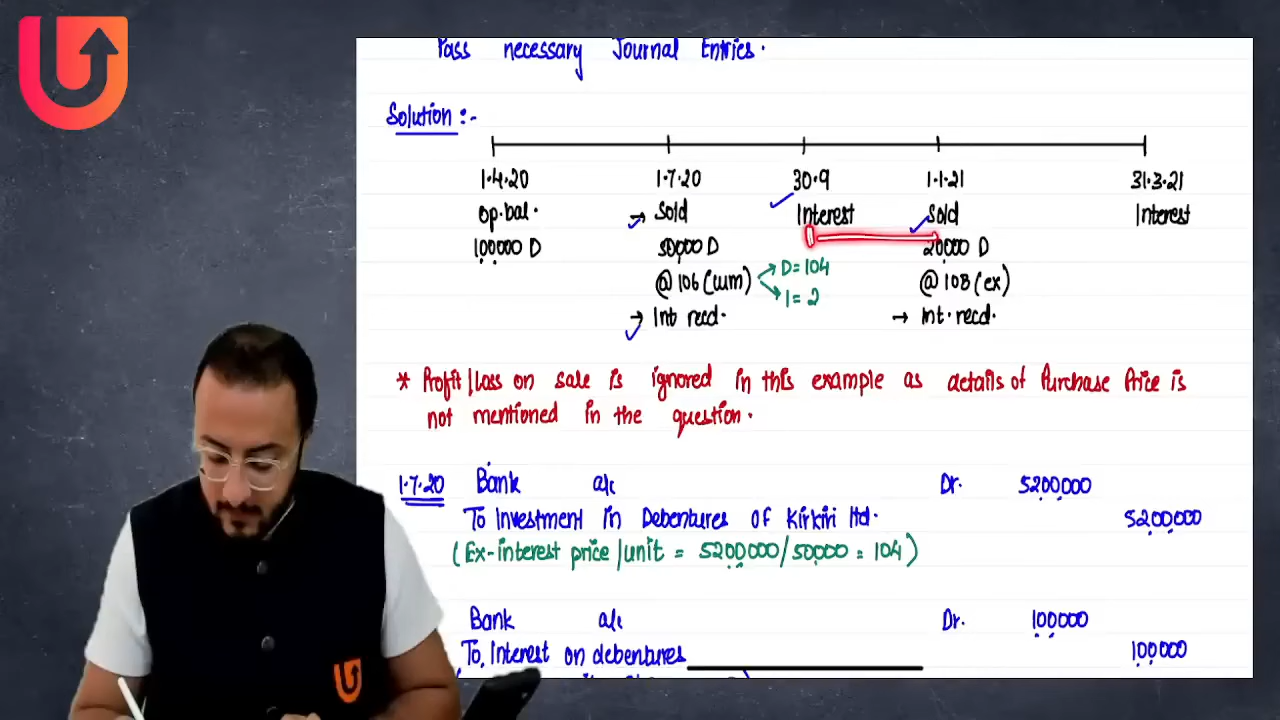 Pass necessary Journal Entries.
Solution :-
1.4.20 1.7.20 30.9 1.1.21 31.3.21
Op.bal. → Sold Interest Sold Interest
100000 D 50000 D 20000 D
@ 106 (cum) D = 104 @ 108 (ex)
I = 2
→ Int recd. → Int. recd.
* Profit/loss on sale is ignored in this example as details of Purchase Price is
not mentioned in the question.
1.7.20 Bank a/c Dr. 5200000
To Investment in Debentures of Kirkiri ltd. 5200000
(Ex-interest price/unit = 5200000/50000 = 104)
Bank a/c Dr. 100000
To, Interest on debentures 100000